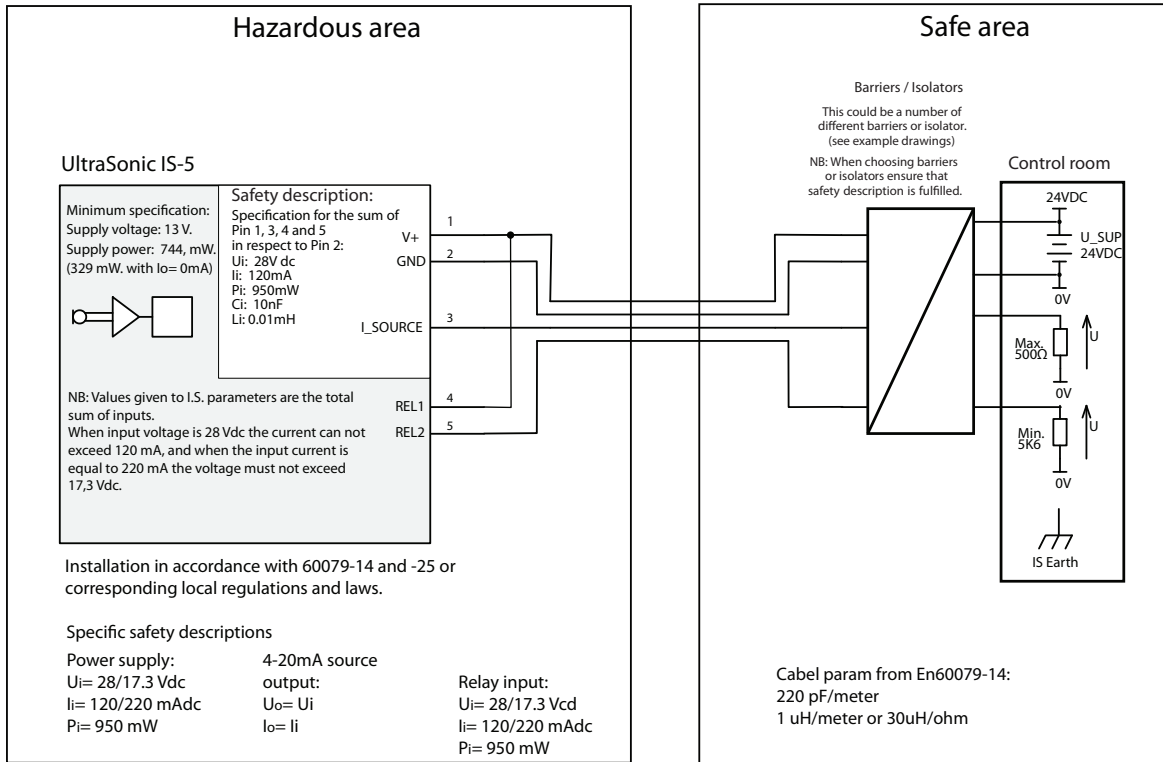 Hazardous area
UltraSonic IS-5
Minimum specification:
Supply voltage: 13 V.
Supply power: 744, mW.
(329 mW. with Io= 0mA)
Safety description:
Specification for the sum of
Pin 1, 3, 4 and 5
in respect to Pin 2:
Ui: 28V dc
Ii: 120mA
Pi: 950mW
Ci: 10nF
Li: 0.01mH
V+
1
GND
2
I_SOURCE
3
REL1
4
REL2
5
NB: Values given to I.S. parameters are the total
sum of inputs.
When input voltage is 28 Vdc the current can not
exceed 120 mA, and when the input current is
equal to 220 mA the voltage must not exceed
17,3 Vdc.
Installation in accordance with 60079-14 and -25 or
corresponding local regulations and laws.
Specific safety descriptions
Power supply:
Ui= 28/17.3 Vdc
Ii= 120/220 mAdc
Pi= 950 mW
4-20mA source
output:
Uo= Ui
Io= Ii
Relay input:
Ui= 28/17.3 Vcd
Ii= 120/220 mAdc
Pi= 950 mW
Safe area
Barriers / Isolators
This could be a number of
different barriers or isolator.
(see example drawings)
NB: When choosing barriers
or isolators ensure that
safety description is fulfilled.
Control room
24VDC
U_SUP
24VDC
0V
Max.
500Ω
U
0V
Min.
5K6
U
0V
IS Earth
Cabel param from En60079-14:
220 pF/meter
1 uH/meter or 30uH/ohm